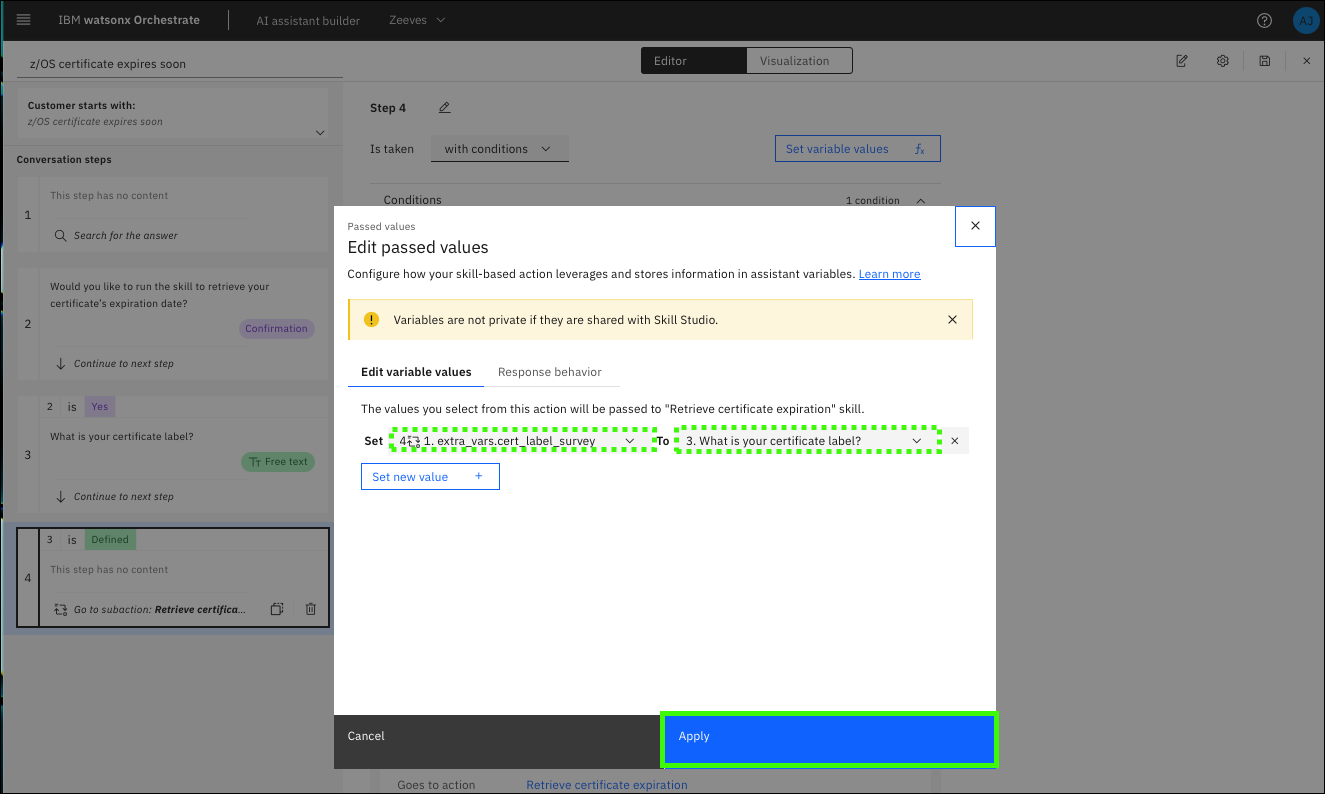 IBM watsonx Orchestrate
AI assistant builder
Zeeves
AJ
z/OS certificate expires soon
Editor
Visualization
Customer starts with:
z/OS certificate expires soon
Conversation steps
1
This step has no content
Search for the answer
2
Would you like to run the skill to retrieve your
certificate's expiration date?
Confirmation
Continue to next step
2 is Yes
3
What is your certificate label?
Free text
Continue to next step
3 is Defined
4
This step has no content
Go to subaction: Retrieve certifica...
Step 4
Is taken with conditions
Set variable values fx
Conditions
1 condition
Passed values
Edit passed values
Configure how your skill-based action leverages and stores information in assistant variables. Learn more
Variables are not private if they are shared with Skill Studio.
Edit variable values
Response behavior
The values you select from this action will be passed to "Retrieve certificate expiration" skill.
Set 4 1. extra_vars.cert_label_survey To 3. What is your certificate label?
Set new value +
Cancel
Apply
Goes to action Retrieve certificate expiration